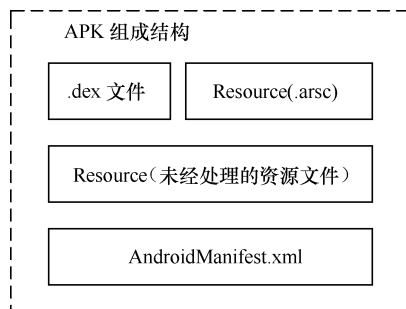 APK 组成结构
.dex 文件
Resource(.arsc)
Resource（未经处理的资源文件）
AndroidManifest.xml